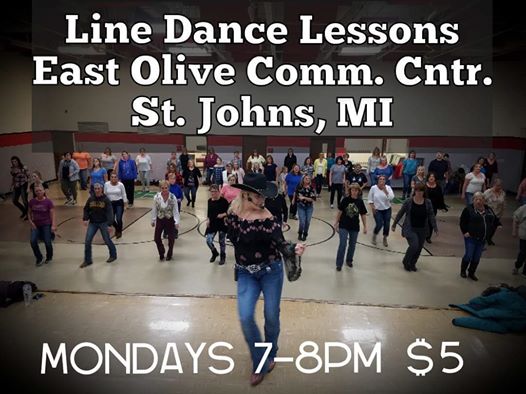 Line Dance Lessons
East Olive Comm. Cntr.
St. Johns, MI
MONDAYS 7-8PM $5